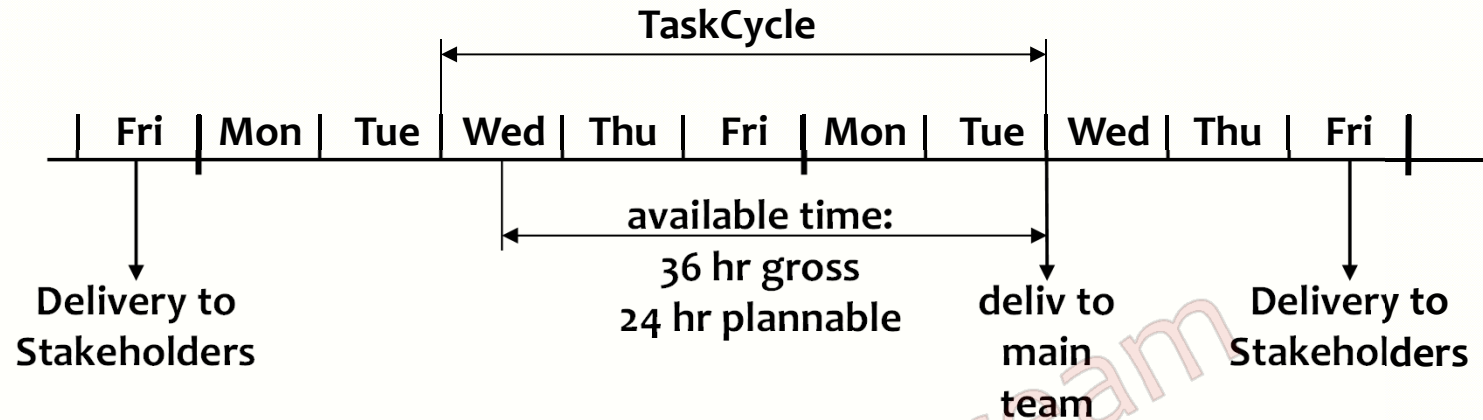 TaskCycle
Fri Mon Tue Wed Thu Fri Mon Tue Wed Thu Fri
available time:
36 hr gross
24 hr plannable
Delivery to
Stakeholders
deliv to
main
team
Delivery to
Stakeholders